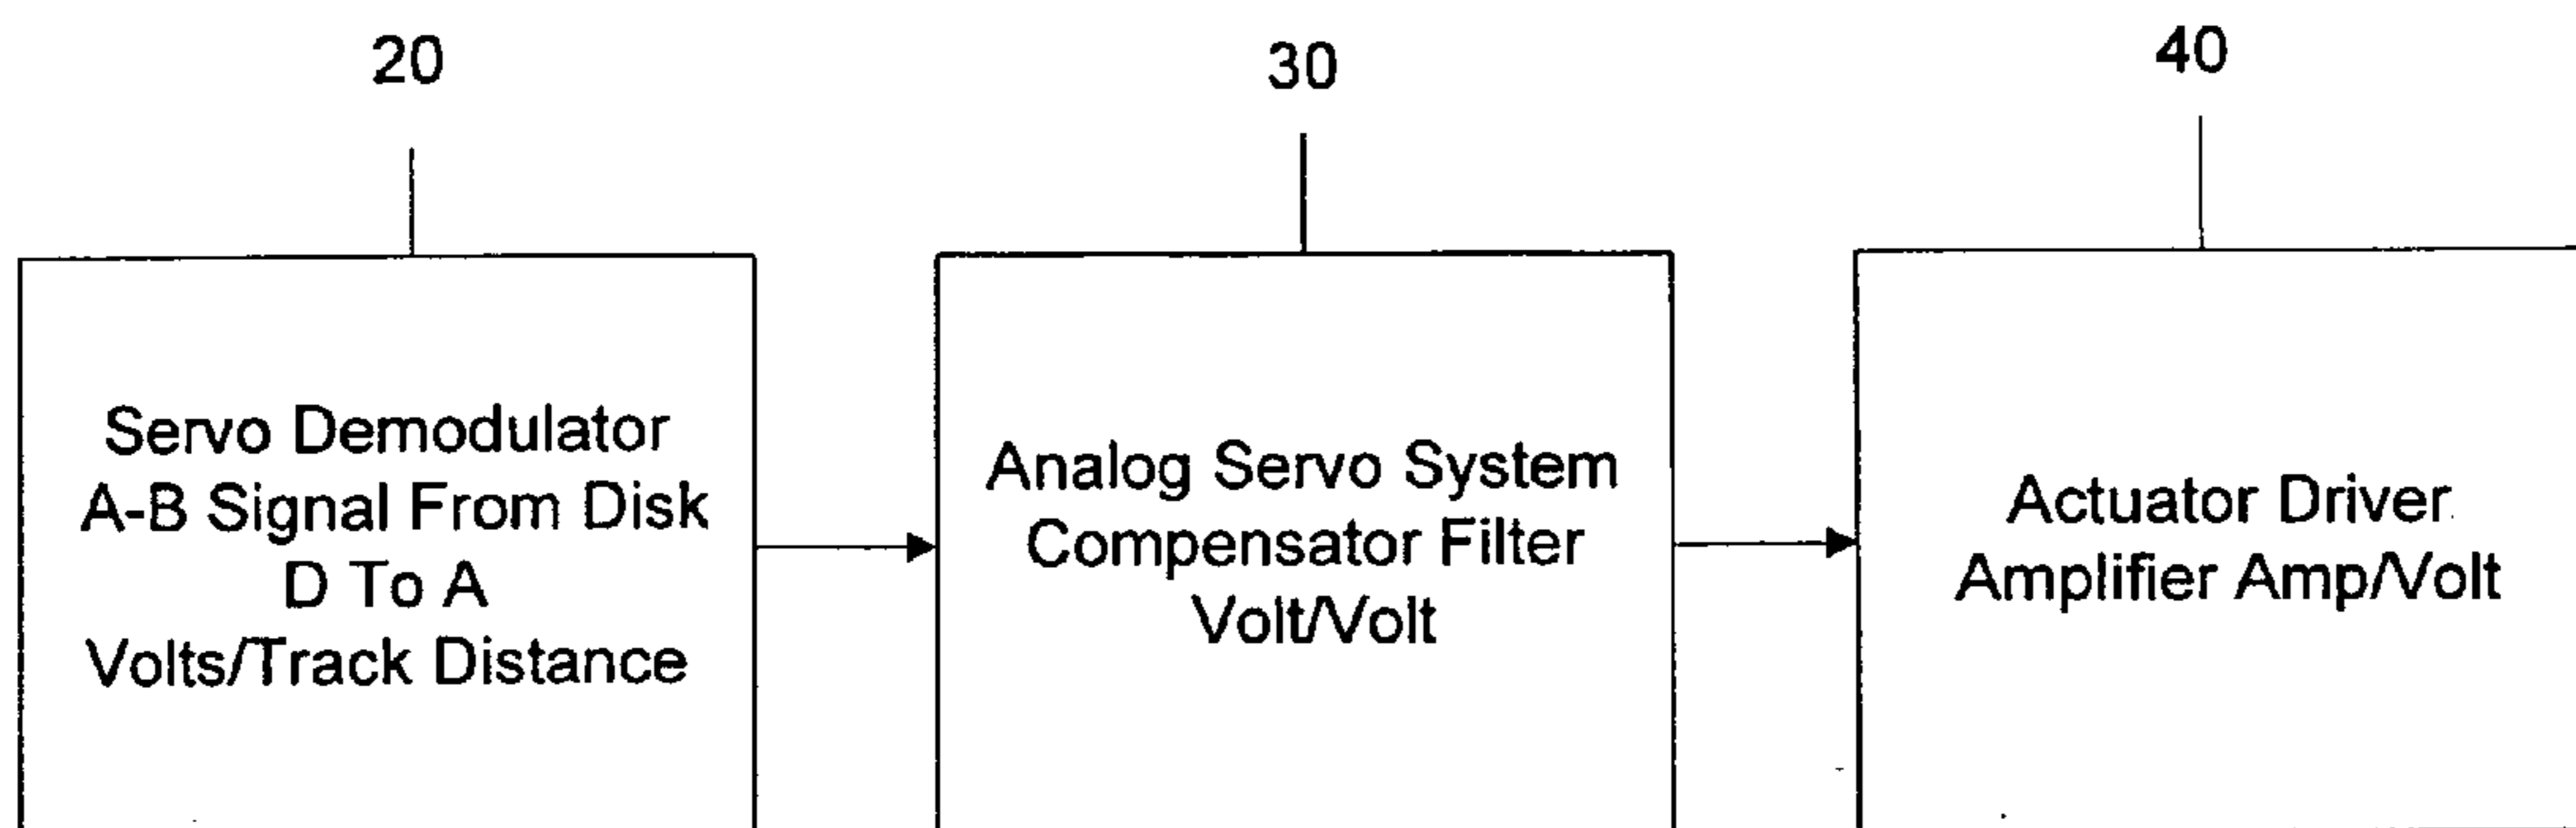 20
30
40
Servo Demodulator
A-B Signal From Disk
D To A
Volts/Track Distance
Analog Servo System
Compensator Filter
Volt/Volt
Actuator Driver
Amplifier Amp/Volt